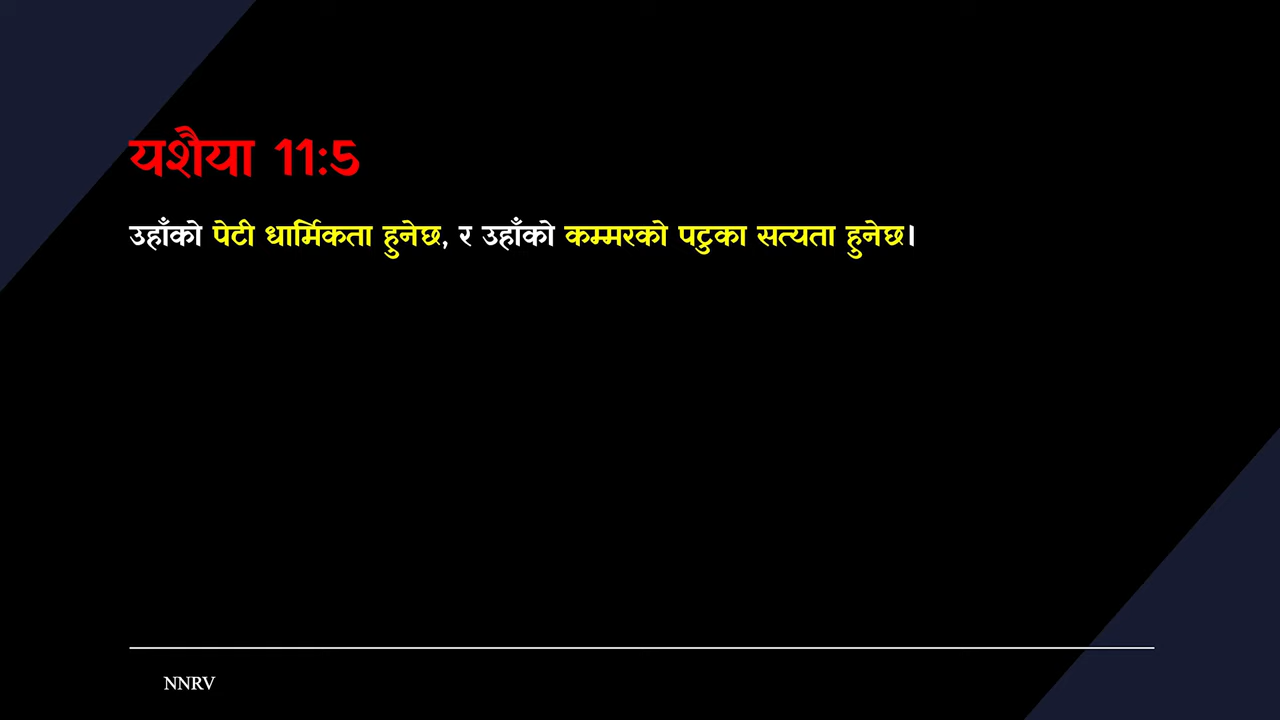 यशैया 11:5
उहाँको पेटी धार्मिकता हुनेछ, र उहाँको कम्मरको पटुका सत्यता हुनेछ।
NNRV